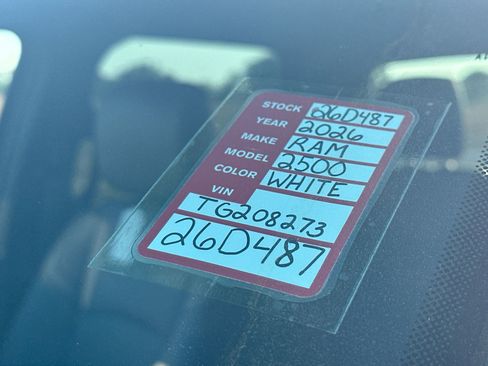 STOCK 26D487
YEAR 2026
MAKE RAM
MODEL 2500
COLOR WHITE
VIN
TG208273
26D487